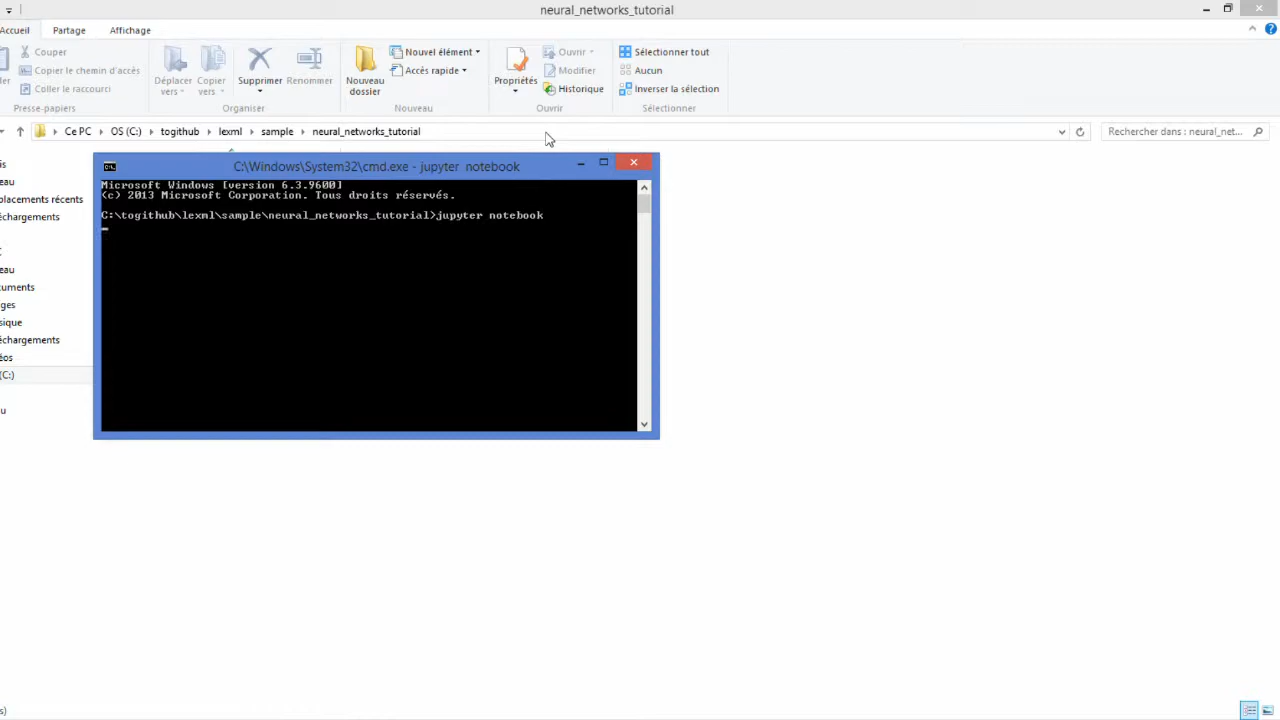 neural_networks_tutorial
Accueil Partage Affichage
Couper
Copier le chemin d'accès
Coller le raccourci
Presse-papiers
Déplacer vers
Copier vers
Supprimer
Renommer
Organiser
Nouveau dossier
Nouvel élément
Accès rapide
Nouveau
Propriétés
Ouvrir
Modifier
Historique
Ouvrir
Sélectionner tout
Aucun
Inverser la sélection
Sélectionner
Ce PC OS (C:) togithub lexml sample neural_networks_tutorial
Rechercher dans : neural_net...
C:\Windows\System32\cmd.exe - jupyter notebook
Microsoft Windows [version 6.3.9600]
(c) 2013 Microsoft Corporation. Tous droits réservés.
C:\togithub\lexml\sample\neural_networks_tutorial>jupyter notebook
is
eau
placements récents
échargements
eau
cuments
ges
sique
échargements
éos
(C:)
u
s)